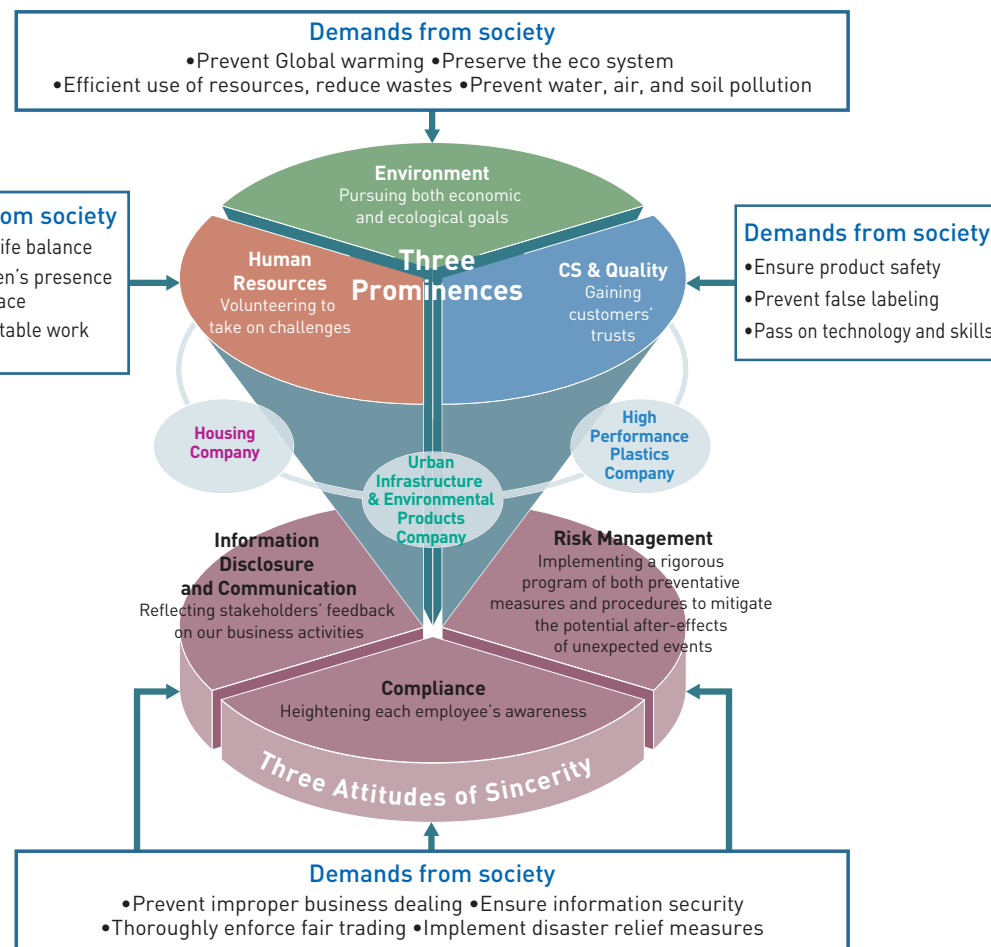 Demands from society
•Prevent Global warming •Preserve the eco system
•Efficient use of resources, reduce wastes •Prevent water, air, and soil pollution
Environment
Pursuing both economic
and ecological goals
Three
Prominences
Human
Resources
Volunteering to
take on challenges
CS & Quality
Gaining
customers’
trusts
from society
life balance
presence
table work
Demands from society
•Ensure product safety
•Prevent false labeling
•Pass on technology and skills
Housing
Company
Urban
Infrastructure
& Environmental
Products
Company
High
Performance
Plastics
Company
Information
Disclosure
and Communication
Reflecting stakeholders’ feedback
on our business activities
Risk Management
Implementing a rigorous
program of both preventative
measures and procedures to mitigate
the potential after-effects
of unexpected events
Compliance
Heightening each employee’s awareness
Three Attitudes of Sincerity
Demands from society
•Prevent improper business dealing •Ensure information security
•Thoroughly enforce fair trading •Implement disaster relief measures